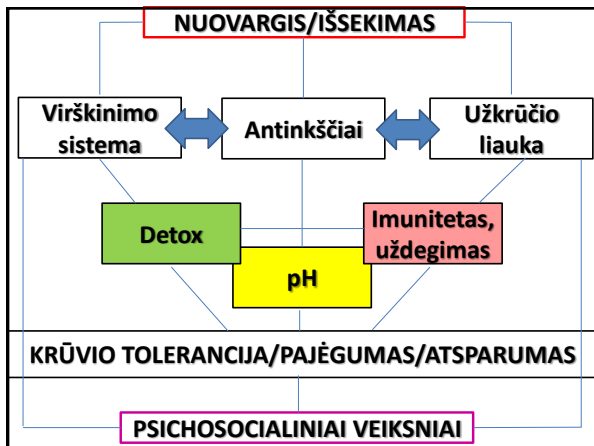 NUOVARGIS/IŠSEKIMAS
Virškinimo
sistema
Antinkščiai
Užkrūčio
liauka
Detox
Imunitetas,
uždegimas
pH
KRŪVIO TOLERANCIJA/PAJĖGUMAS/ATSPARUMAS
PSICHOSOCIALINIAI VEIKSNIAI